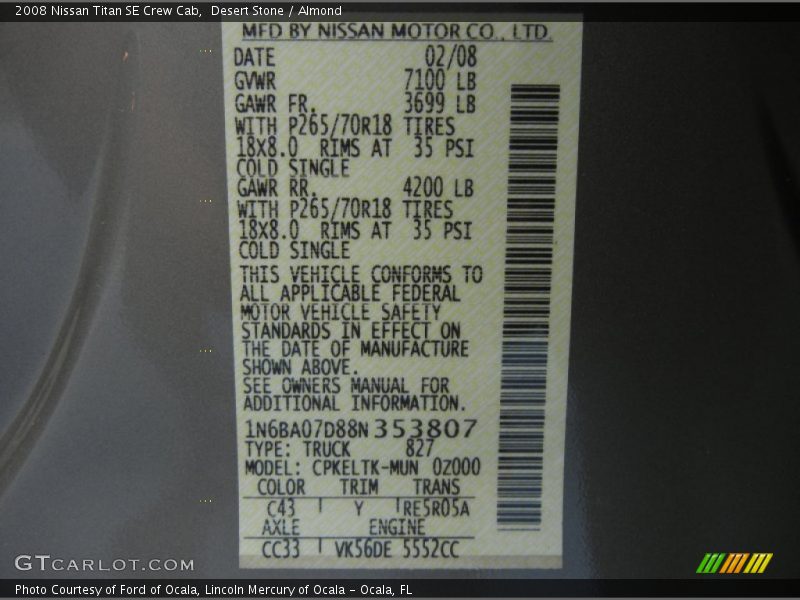 2008 Nissan Titan SE Crew Cab,  Desert Stone / Almond
MFD BY NISSAN MOTOR CO., LTD.
DATE 02/08
GVWR 7100 LB
GAWR FR. 3699 LB
WITH P265/70R18 TIRES
18X8.0 RIMS AT 35 PSI
COLD SINGLE
GAWR RR. 4200 LB
WITH P265/70R18 TIRES
18X8.0 RIMS AT 35 PSI
COLD SINGLE
THIS VEHICLE CONFORMS TO
ALL APPLICABLE FEDERAL
MOTOR VEHICLE SAFETY
STANDARDS IN EFFECT ON
THE DATE OF MANUFACTURE
SHOWN ABOVE.
SEE OWNERS MANUAL FOR
ADDITIONAL INFORMATION.
1N6BA07D88N353807
TYPE: TRUCK 827
MODEL: CPKELTK-MUN 0Z000
COLOR TRIM TRANS
C43 Y RE5R05A
AXLE ENGINE
CC33 VK56DE 5552CC
GTCARLOT.COM
Photo Courtesy of Ford of Ocala, Lincoln Mercury of Ocala – Ocala, FL